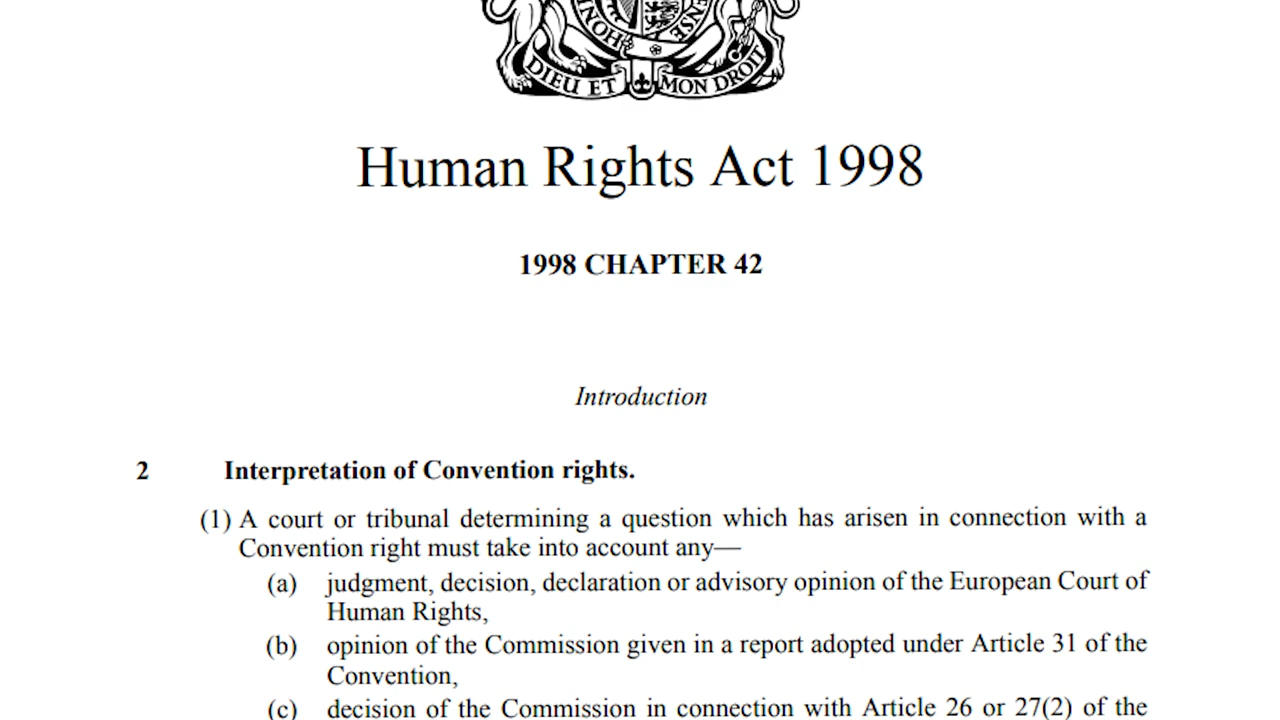 HONI
ENSE
DIEU ET MON DROIT
Human Rights Act 1998
1998 CHAPTER 42
Introduction
2 Interpretation of Convention rights.
(1) A court or tribunal determining a question which has arisen in connection with a
Convention right must take into account any—
(a) judgment, decision, declaration or advisory opinion of the European Court of
Human Rights,
(b) opinion of the Commission given in a report adopted under Article 31 of the
Convention,
(c) decision of the Commission in connection with Article 26 or 27(2) of the